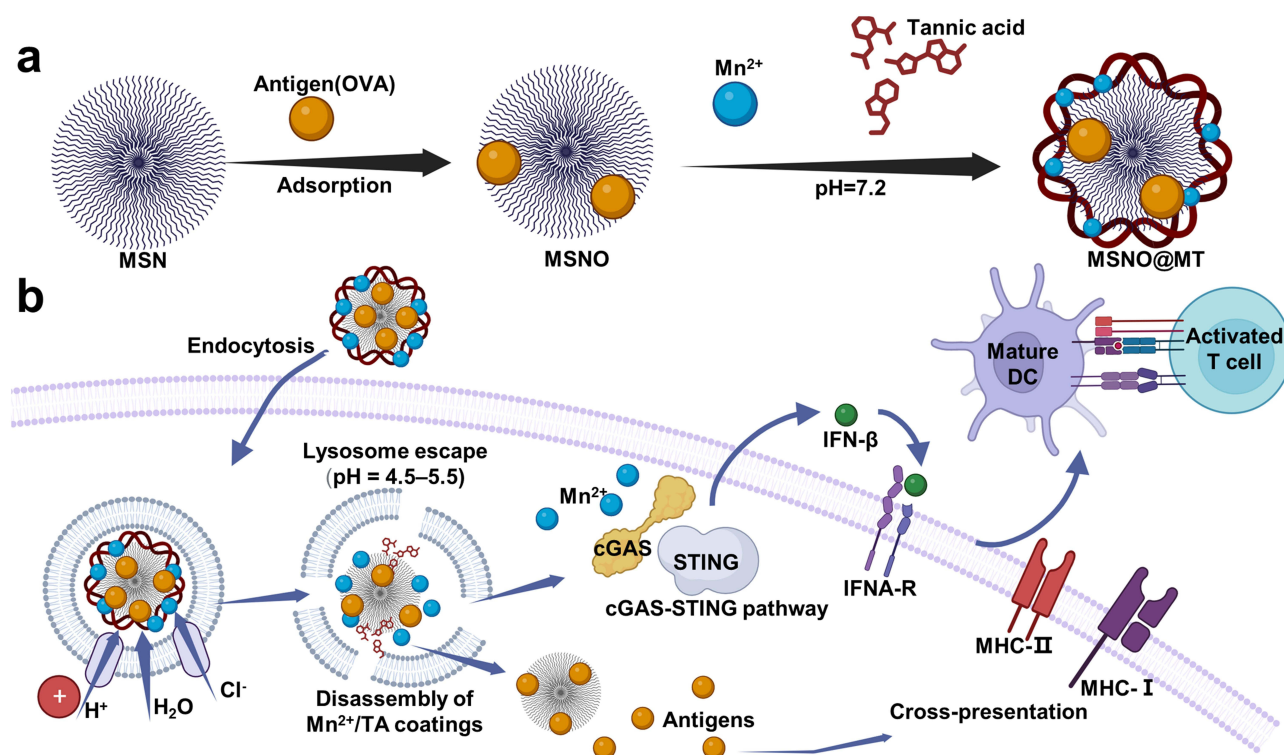 a
Tannic acid
Antigen(OVA)
Mn²⁺
Adsorption
pH=7.2
MSN
MSNO
MSNO@MT
b
Endocytosis
Mature
DC
Activated
T cell
Lysosome escape
(pH = 4.5–5.5)
IFN-β
Mn²⁺
cGAS
STING
cGAS-STING pathway
IFNA-R
MHC-Ⅱ
MHC-Ⅰ
+
H⁺
H₂O
Cl⁻
Disassembly of
Mn²⁺/TA coatings
Antigens
Cross-presentation